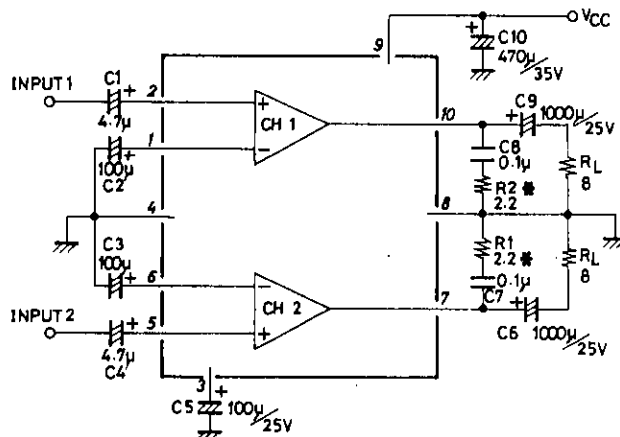 VCC
9
+
C10
470μ
35V
C1
INPUT 1
+
2
4.7μ
+
CH 1
10
C9
1000μ
+
25V
1
100μ
+
C2
−
C8
0.1μ
R2 *
2.2
RL
8
4
8
C3
100μ
+
6
−
R1
2.2 *
0.1μ
C7
RL
8
CH 2
7
+
C6
1000μ
25V
INPUT 2
+
5
4.7μ
C4
+
3
+
C5
100μ
25V